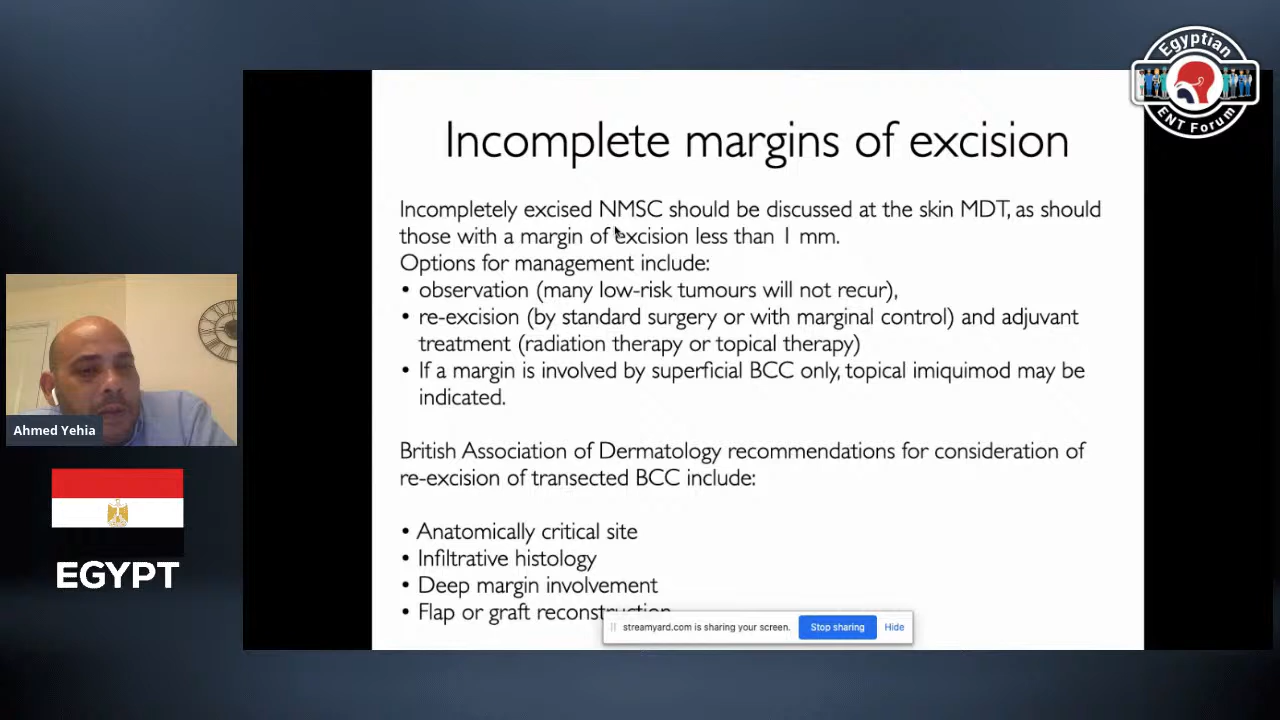 Egyptian
ENT Forum
Incomplete margins of excision
Incompletely excised NMSC should be discussed at the skin MDT, as should
those with a margin of excision less than 1 mm.
Options for management include:
• observation (many low-risk tumours will not recur),
• re-excision (by standard surgery or with marginal control) and adjuvant
treatment (radiation therapy or topical therapy)
• If a margin is involved by superficial BCC only, topical imiquimod may be
indicated.
British Association of Dermatology recommendations for consideration of
re-excision of transected BCC include:
• Anatomically critical site
• Infiltrative histology
• Deep margin involvement
• Flap or graft reconstruction
streamyard.com is sharing your screen.
Stop sharing
Hide
Ahmed Yehia
EGYPT